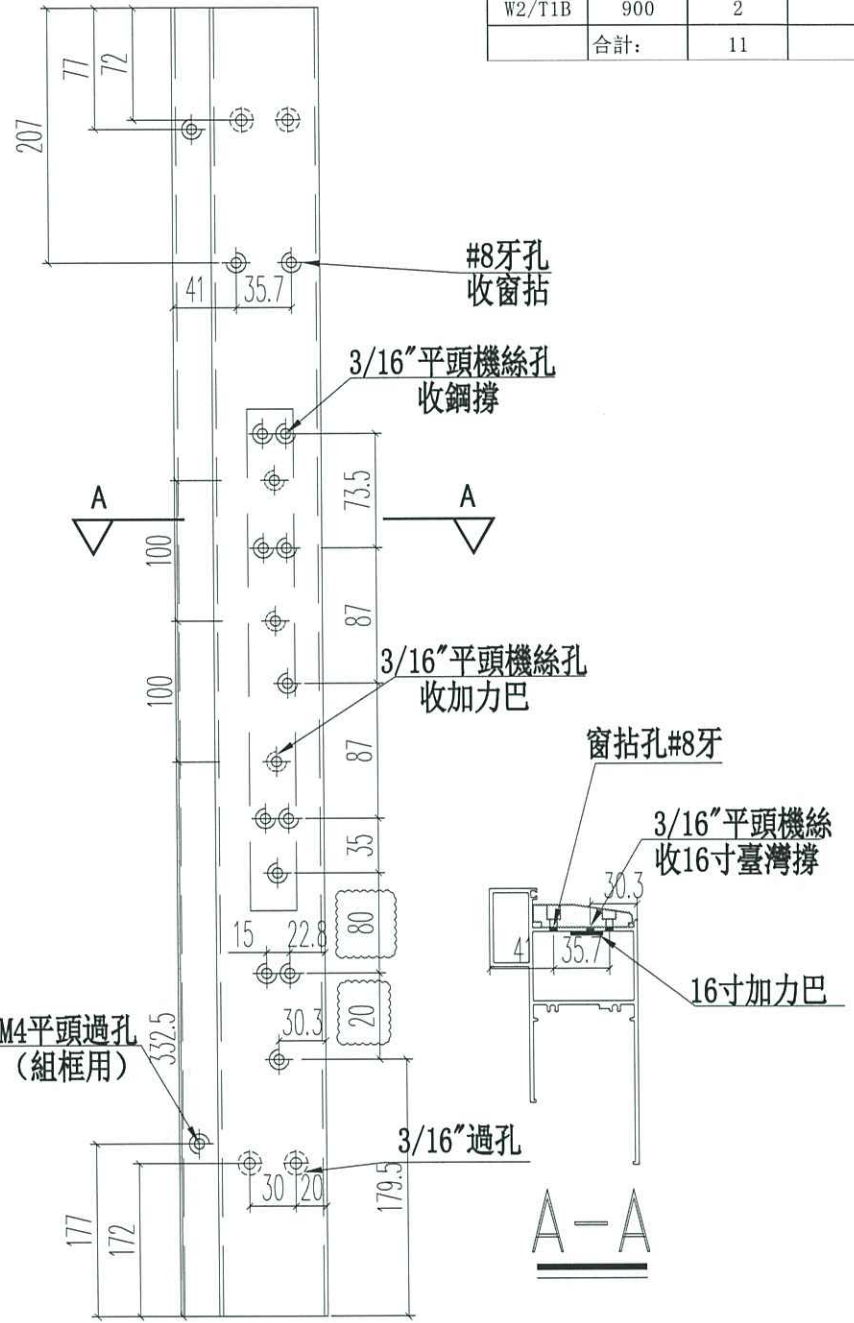 W2/T1B 900 2
合計: 11
77
72
207
#8牙孔
收窗拈
41
35.7
3/16″平頭機絲孔
收鋼撐
73.5
A
A
100
87
3/16″平頭機絲孔
收加力巴
100
87
窗拈孔#8牙
3/16″平頭機絲
收16寸臺灣撐
35
30.3
80
15
22.8
41
35.7
16寸加力巴
20
M4平頭過孔
(組框用)
332.5
30.3
3/16″過孔
30
20
179.5
177
172
A-A